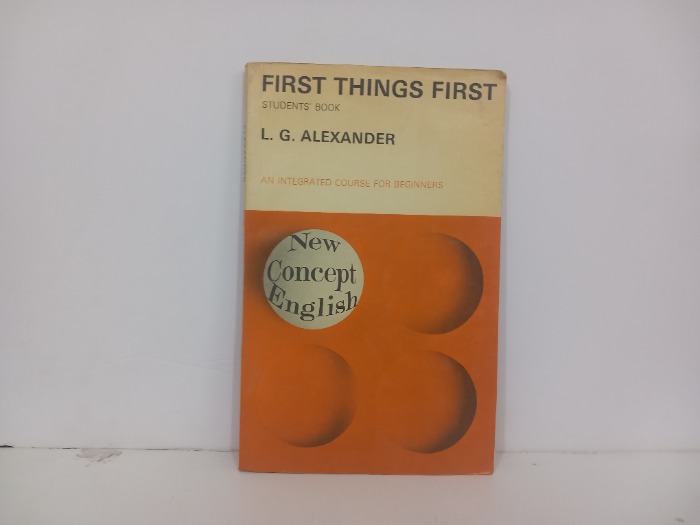 FIRST THINGS FIRST
STUDENTS' BOOK
L. G. ALEXANDER
AN INTEGRATED COURSE FOR BEGINNERS
New
Concept
English